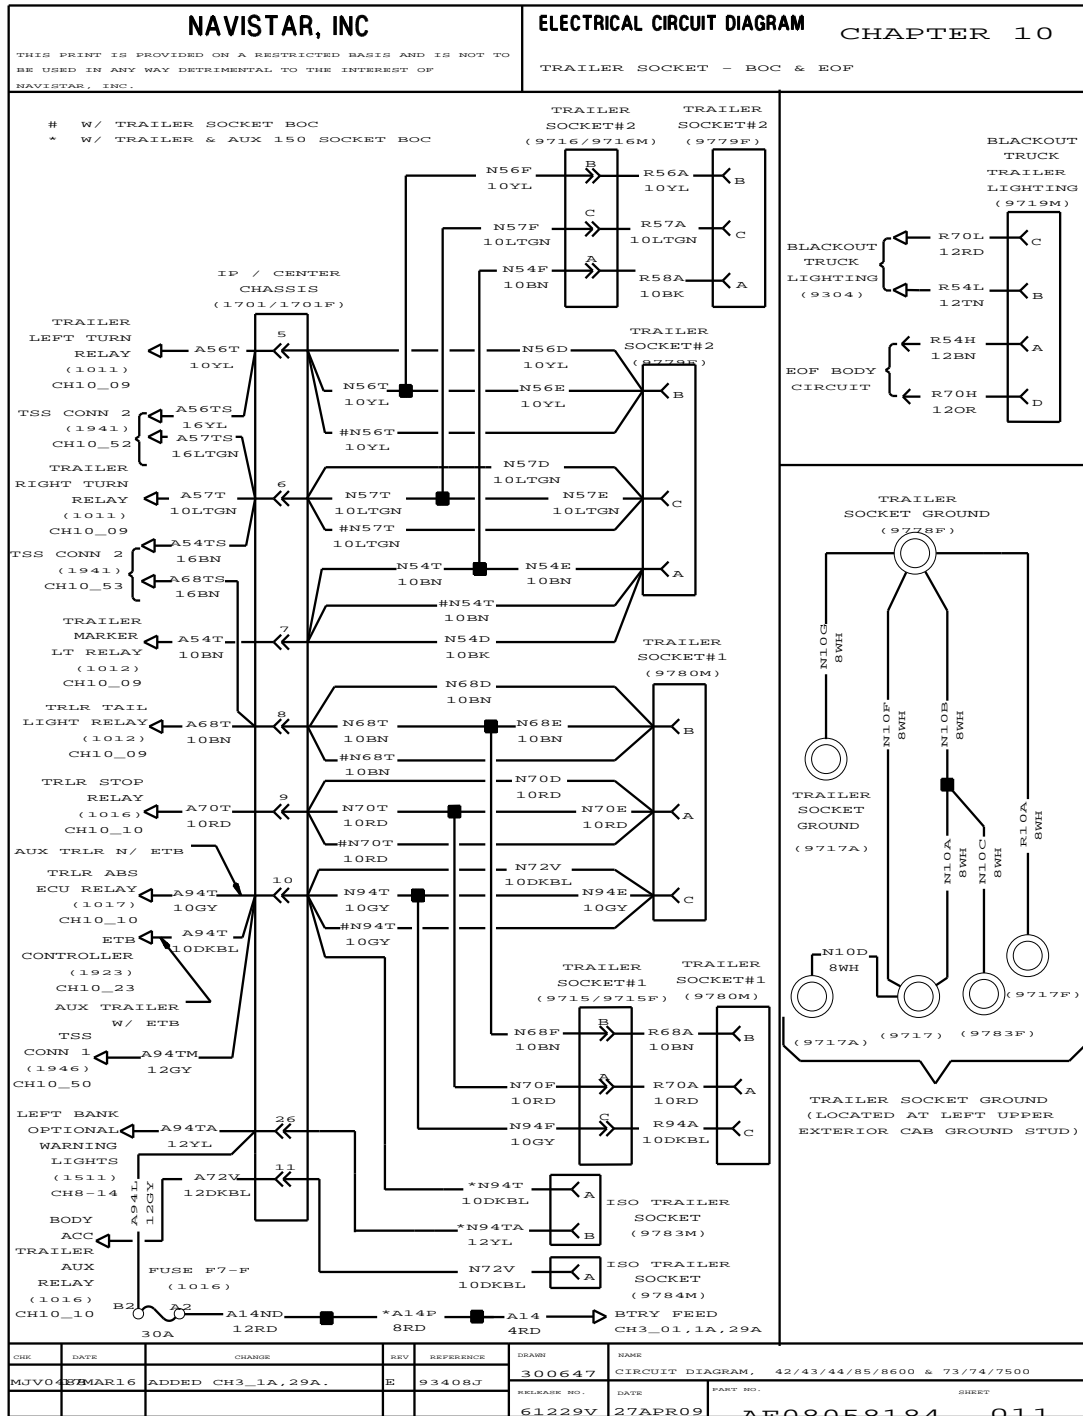 NAVISTAR, INC
THIS PRINT IS PROVIDED ON A RESTRICTED BASIS AND IS NOT TO
BE USED IN ANY WAY DETRIMENTAL TO THE INTEREST OF
NAVISTAR, INC.
ELECTRICAL CIRCUIT DIAGRAM
CHAPTER 10
TRAILER SOCKET - BOC & EOF
# W/ TRAILER SOCKET BOC
* W/ TRAILER & AUX 150 SOCKET BOC
TRAILER
SOCKET#2
(9716/9716M)
TRAILER
SOCKET#2
(9779F)
N56F
10YL
B
R56A
10YL
B
N57F
10LTGN
C
R57A
10LTGN
C
N54F
10BN
A
R58A
10BK
A
IP / CENTER
CHASSIS
(1701/1701F)
TRAILER
LEFT TURN
RELAY
(1011)
CH10_09
A56T
10YL
5
TSS CONN 2
(1941)
CH10_52
A56TS
16YL
A57TS
16LTGN
TRAILER
RIGHT TURN
RELAY
(1011)
CH10_09
A57T
10LTGN
6
TSS CONN 2
(1941)
CH10_53
A54TS
16BN
A68TS
16BN
TRAILER
MARKER
LT RELAY
(1012)
CH10_09
A54T
10BN
7
TRLR TAIL
LIGHT RELAY
(1012)
CH10_09
A68T
10BN
8
TRLR STOP
RELAY
(1016)
CH10_10
A70T
10RD
9
AUX TRLR N/ ETB
TRLR ABS
ECU RELAY
(1017)
CH10_10
A94T
10GY
10
ETB
CONTROLLER
(1923)
CH10_23
A94T
10DKBL
AUX TRAILER
W/ ETB
TSS
CONN 1
(1946)
CH10_50
A94TM
12GY
LEFT BANK
OPTIONAL
WARNING
LIGHTS
(1511)
CH8-14
A94TA
12YL
26
A94L
12GY
A72V
12DKBL
11
BODY
ACC
TRAILER
AUX
RELAY
(1016)
CH10_10
FUSE F7-F
(1016)
B2
A2
30A
A14ND
12RD
*A14P
8RD
A14
4RD
BTRY FEED
CH3_01,1A,29A
TRAILER
SOCKET#2
(9779F)
N56D
10YL
N56T
10YL
N56E
10YL
B
#N56T
10YL
N57D
10LTGN
N57T
10LTGN
N57E
10LTGN
C
#N57T
10LTGN
N54T
10BN
N54E
10BN
A
#N54T
10BN
N54D
10BK
TRAILER
SOCKET#1
(9780M)
N68D
10BN
N68T
10BN
N68E
10BN
B
#N68T
10BN
N70D
10RD
N70T
10RD
N70E
10RD
A
#N70T
10RD
N72V
10DKBL
N94T
10GY
N94E
10GY
C
#N94T
10GY
TRAILER
SOCKET#1
(9715/9715F)
TRAILER
SOCKET#1
(9780M)
N68F
10BN
B
R68A
10BN
B
N70F
10RD
A
R70A
10RD
A
N94F
10GY
C
R94A
10DKBL
C
*N94T
10DKBL
A
*N94TA
12YL
B
ISO TRAILER
SOCKET
(9783M)
N72V
10DKBL
A
ISO TRAILER
SOCKET
(9784M)
BLACKOUT
TRUCK
TRAILER
LIGHTING
(9719M)
BLACKOUT
TRUCK
LIGHTING
(9304)
R70L
12RD
C
R54L
12TN
B
EOF BODY
CIRCUIT
R54H
12BN
A
R70H
12OR
D
TRAILER
SOCKET GROUND
(9778F)
N10G
8WH
N10F
8WH
N10B
8WH
TRAILER
SOCKET
GROUND
(9717A)
N10A
8WH
N10C
8WH
R10A
8WH
N10D
8WH
(9717A)
(9717)
(9783F)
(9717F)
TRAILER SOCKET GROUND
(LOCATED AT LEFT UPPER
EXTERIOR CAB GROUND STUD)
CHK
DATE
CHANGE
REV
REFERENCE
ADDED CH3_1A,29A.
E
93408J
DRAWN
300647
NAME
CIRCUIT DIAGRAM, 42/43/44/85/8600 & 73/74/7500
RELEASE NO.
61229V
DATE
27APR09
PART NO.
SHEET
011